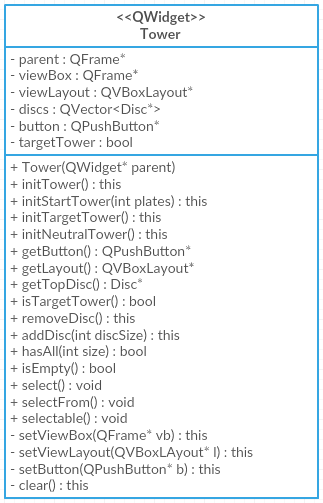 <<QWidget>>
Tower
- parent : QFrame*
- viewBox : QFrame*
- viewLayout : QVBoxLayout*
- discs : QVector<Disc*>
- button : QPushButton*
- targetTower : bool
+ Tower(QWidget* parent)
+ initTower() : this
+ initStartTower(int plates) : this
+ initTargetTower() : this
+ initNeutralTower() : this
+ getButton() : QPushButton*
+ getLayout() : QVBoxLayout*
+ getTopDisc() : Disc*
+ isTargetTower() : bool
+ removeDisc() : this
+ addDisc(int discSize) : this
+ hasAll(int size) : bool
+ isEmpty() : bool
+ select() : void
+ selectFrom() : void
+ selectable() : void
- setViewBox(QFrame* vb) : this
- setViewLayout(QVBoxLAyout* l) : this
- setButton(QPushButton* b) : this
- clear() : this